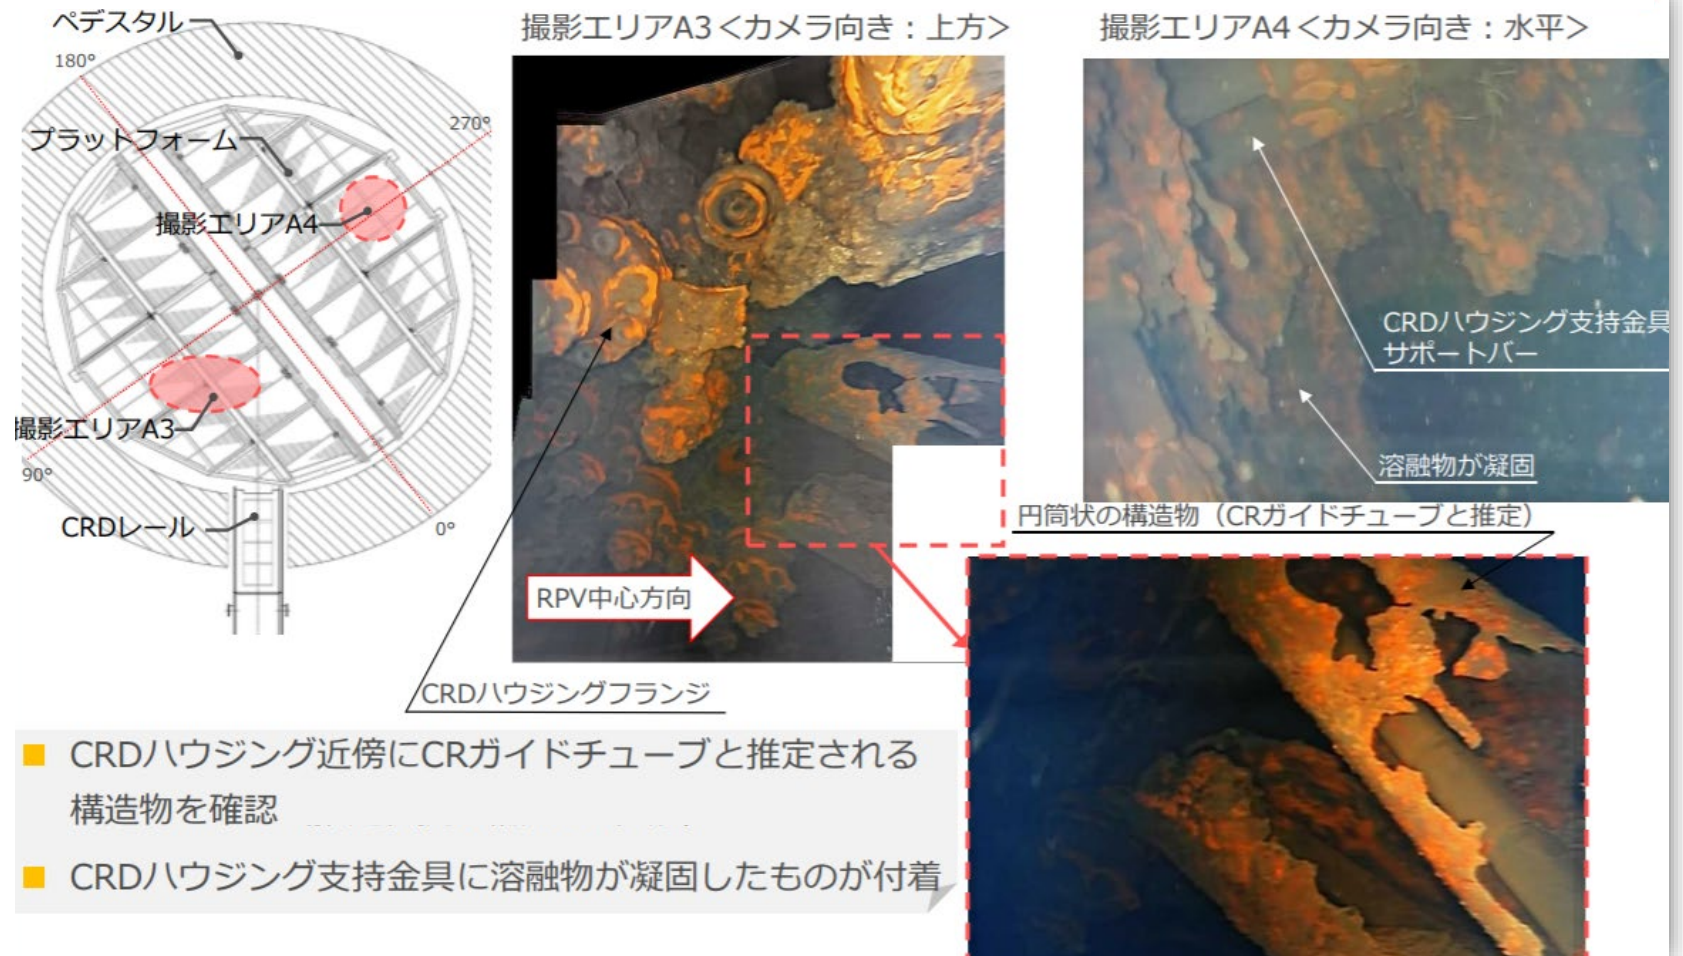 ペデスタル
180°
270°
プラットフォーム
撮影エリアA4
撮影エリアA3
90°
0°
CRDレール
撮影エリアA3＜カメラ向き：上方＞
RPV中心方向
CRDハウジングフランジ
撮影エリアA4＜カメラ向き：水平＞
CRDハウジング支持金具
サポートバー
溶融物が凝固
円筒状の構造物（CRガイドチューブと推定）
■ CRDハウジング近傍にCRガイドチューブと推定される
構造物を確認
■ CRDハウジング支持金具に溶融物が凝固したものが付着